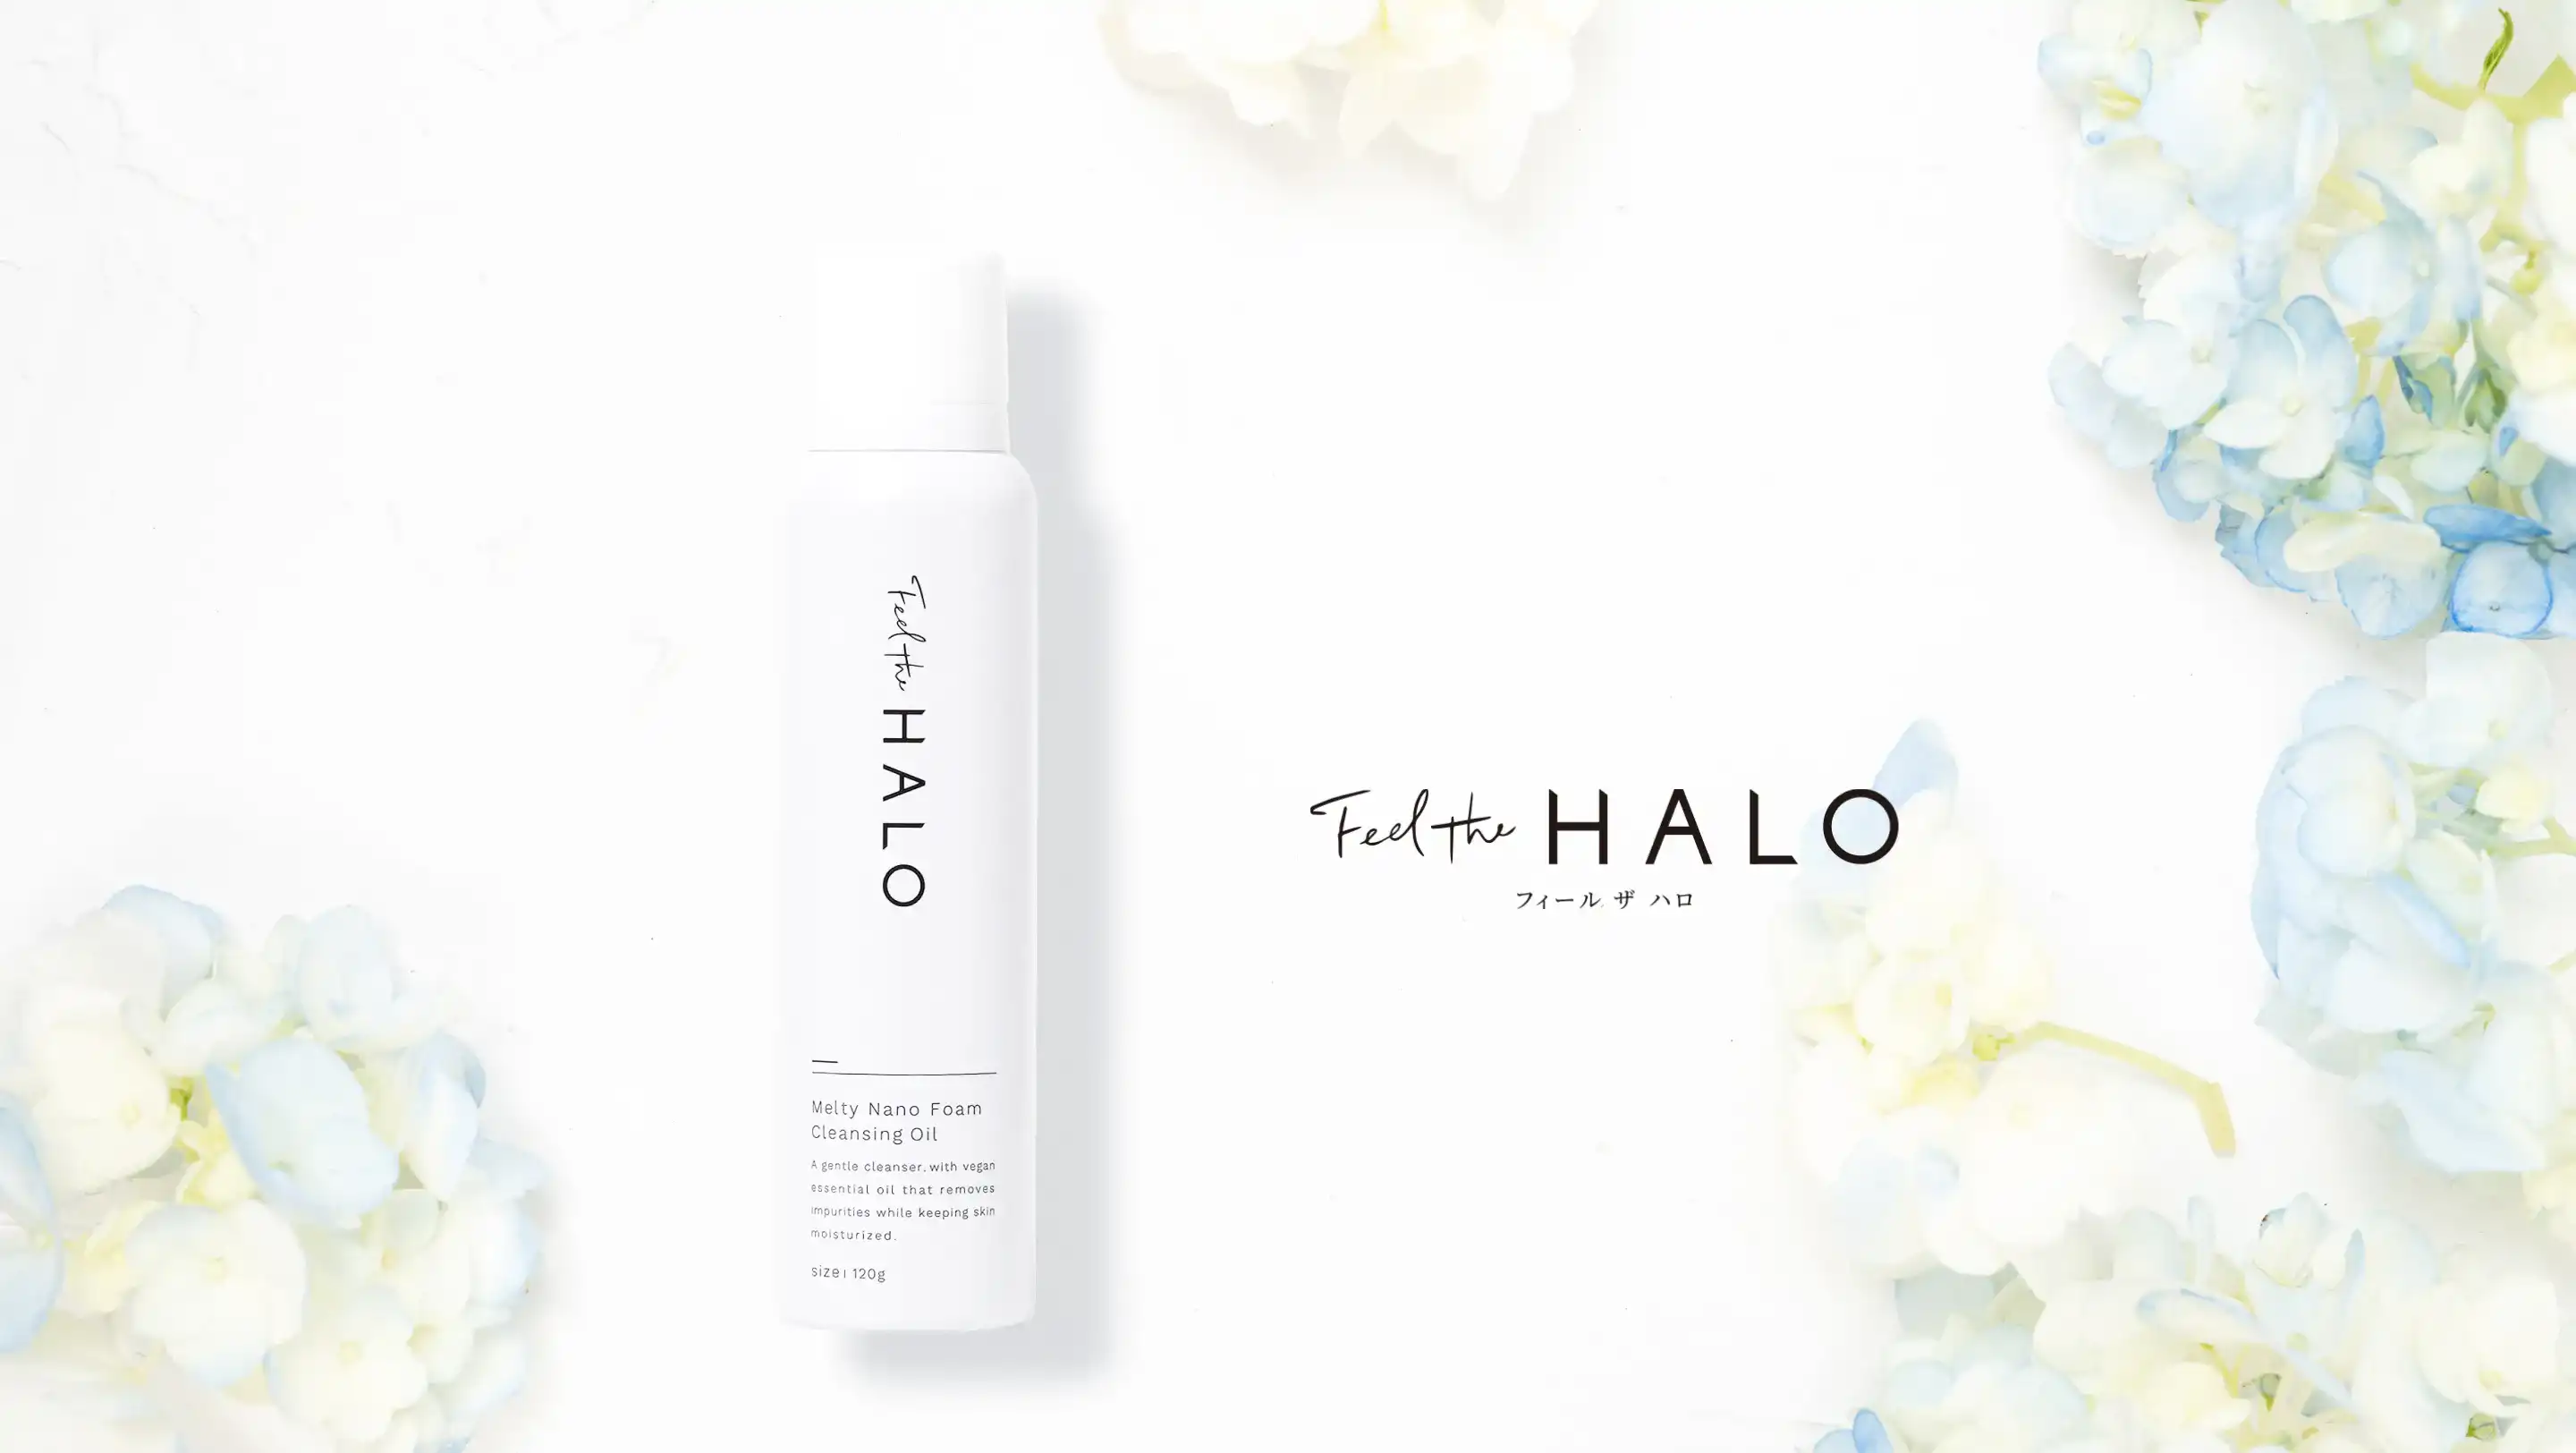 Feel the HALO
Melty Nano Foam
Cleansing Oil
A gentle cleanser, with vegan
essential oil that removes
impurities while keeping skin
moisturized.
size| 120g
Feel the HALO
フィール ザ ハロ